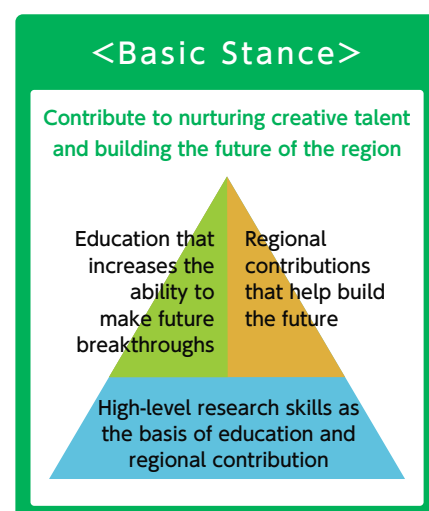 <Basic Stance>
Contribute to nurturing creative talent
and building the future of the region
Education that
increases the
ability to
make future
breakthroughs
Regional
contributions
that help build
the future
High-level research skills as
the basis of education and
regional contribution